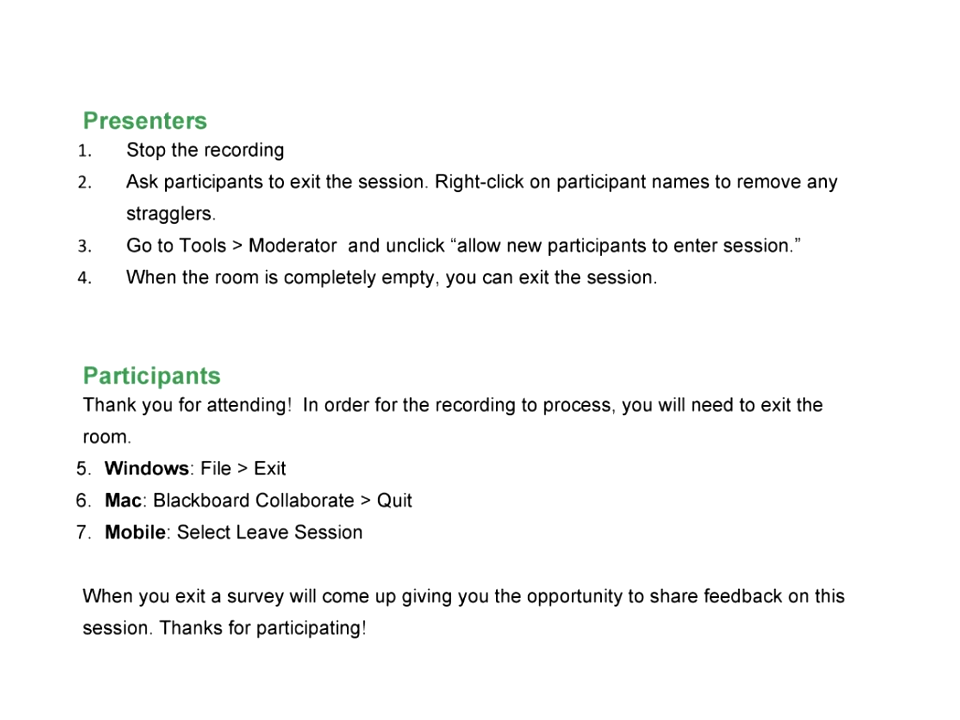 Presenters
1. Stop the recording
2. Ask participants to exit the session. Right-click on participant names to remove any
stragglers.
3. Go to Tools > Moderator  and unclick “allow new participants to enter session.”
4. When the room is completely empty, you can exit the session.
Participants
Thank you for attending!  In order for the recording to process, you will need to exit the
room.
5. Windows: File > Exit
6. Mac: Blackboard Collaborate > Quit
7. Mobile: Select Leave Session
When you exit a survey will come up giving you the opportunity to share feedback on this
session. Thanks for participating!